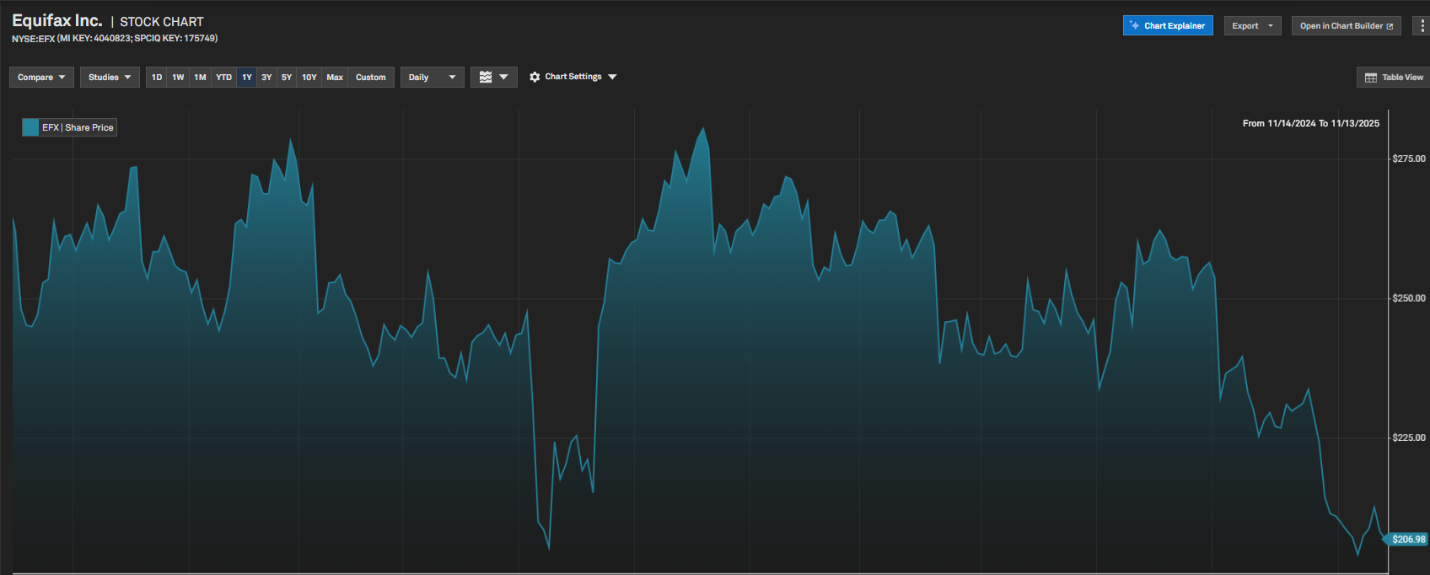 Equifax Inc. | STOCK CHART
NYSE:EFX (MI KEY: 4040823; SPCIQ KEY: 175749)
Chart Explainer
Export
Open in Chart Builder
Compare
Studies
1D 1W 1M YTD 1Y 3Y 5Y 10Y Max Custom
Daily
Chart Settings
Table View
EFX | Share Price
From 11/14/2024 To 11/13/2025
$275.00
$250.00
$225.00
$206.98